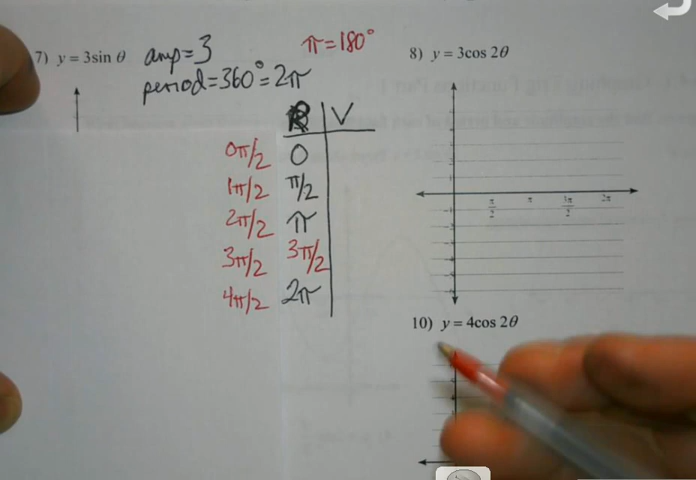 7) y = 3sin θ
amp=3
period=360°=2π
π=180°
V
0π/2 0
1π/2 π/2
2π/2 π
3π/2 3π/2
4π/2 2π
8) y = 3cos 2θ
π/2 π 3π/2 2π
10) y = 4cos 2θ